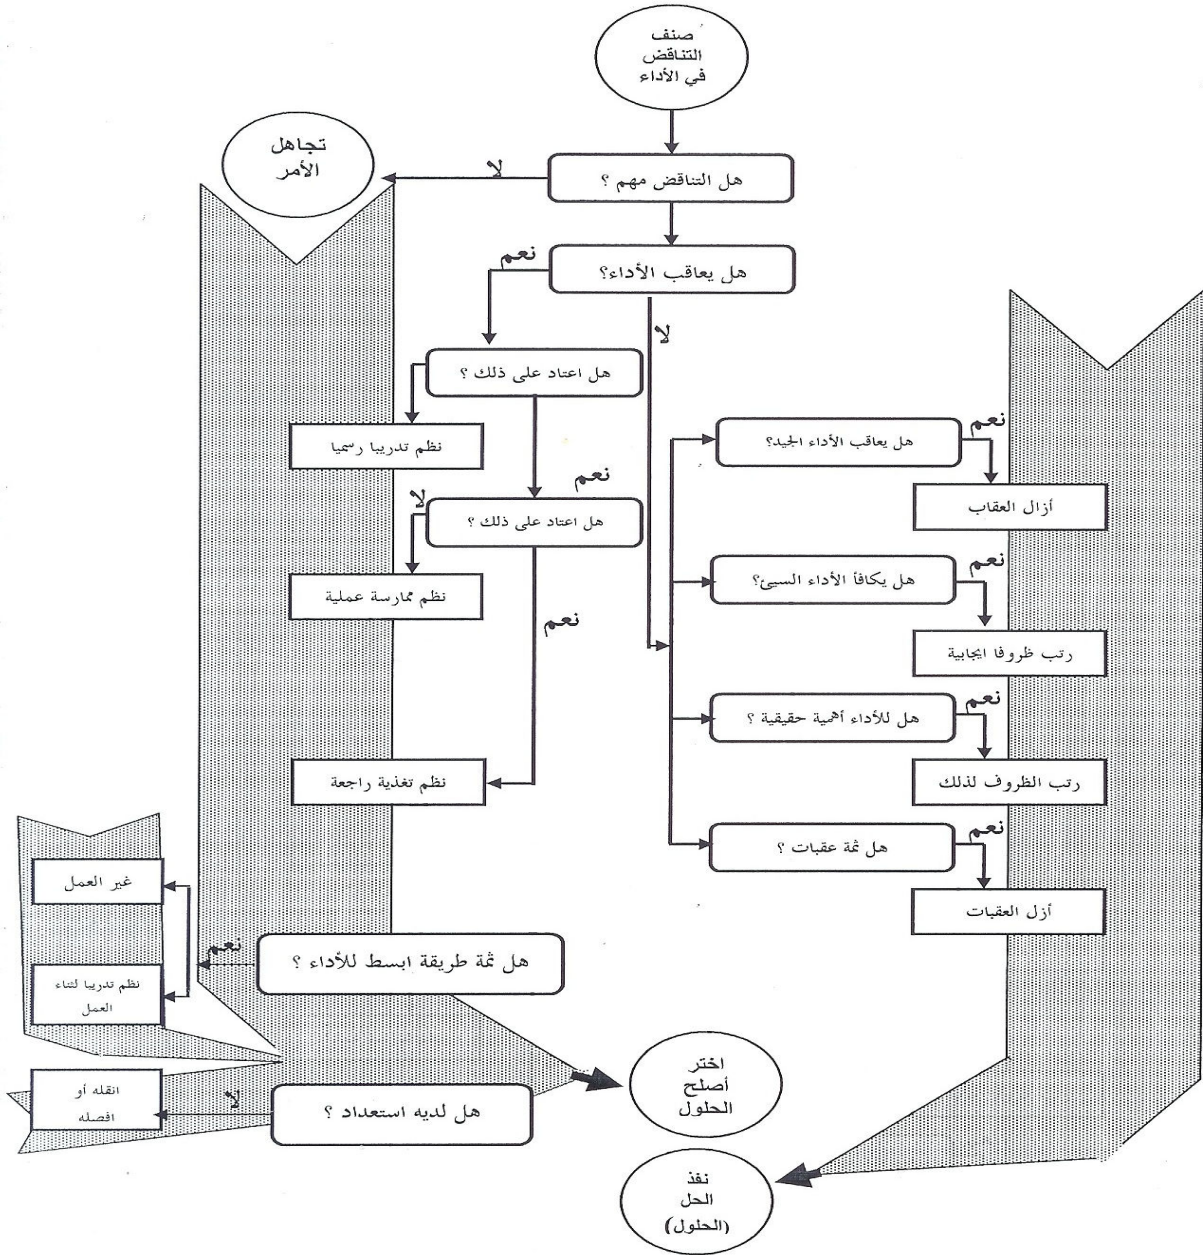 صنف
التناقض
في الأداء
تجاهل
الأمر
لا
هل التناقض مهم ؟
نعم
هل يعاقب الأداء؟
لا
هل اعتاد على ذلك ؟
نظم تدريبا رسميا
نعم
هل يعاقب الأداء الجيد؟
نعم
أزال العقاب
لا
هل اعتاد على ذلك ؟
نظم ممارسة عملية
نعم
هل يكافأ الأداء السيئ؟
نعم
رتب ظروفا ايجابية
هل للأداء أهمية حقيقية ؟
نعم
رتب الظروف لذلك
نظم تغذية راجعة
هل ثمة عقبات ؟
نعم
أزل العقبات
غير العمل
هل ثمة طريقة ابسط للأداء ؟
نعم
نظم تدريبا لثناء
العمل
هل لديه استعداد ؟
لا
انقله أو
افصله
اختر
أصلح
الحلول
نفذ
الحل
(الحلول)